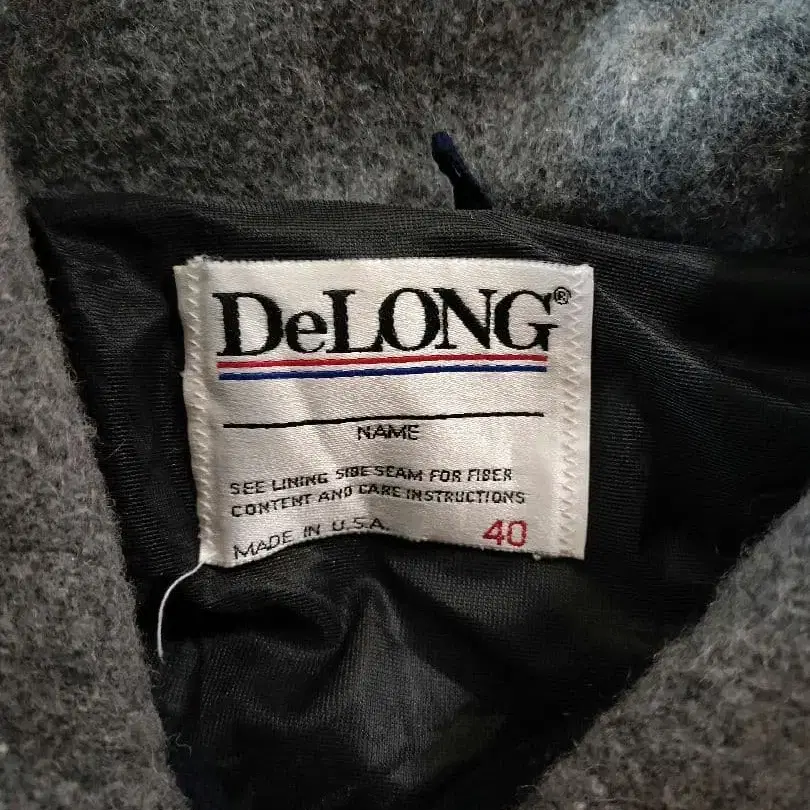 DeLONG®
NAME
SEE LINING SIDE SEAM FOR FIBER
CONTENT AND CARE INSTRUCTIONS
MADE IN U.S.A. 40